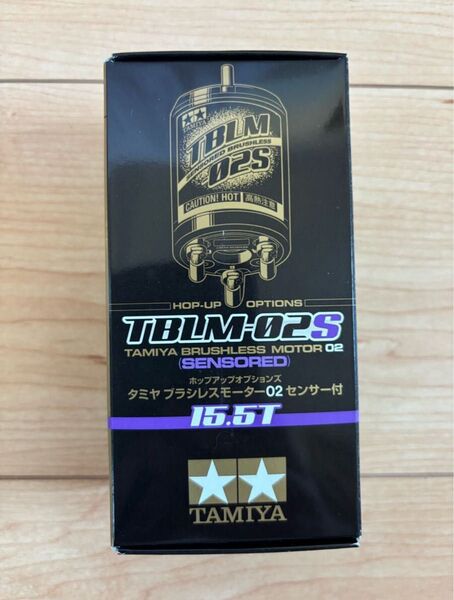 TAMIYA
TBLM
SENSORED BRUSHLESS
02S
CAUTION! HOT 高熱注意
HOP-UP OPTIONS
TBLM-02S
TAMIYA BRUSHLESS MOTOR 02
(SENSORED)
ホップアップオプションズ
タミヤ ブラシレスモーター02 センサー付
15.5T
TAMIYA